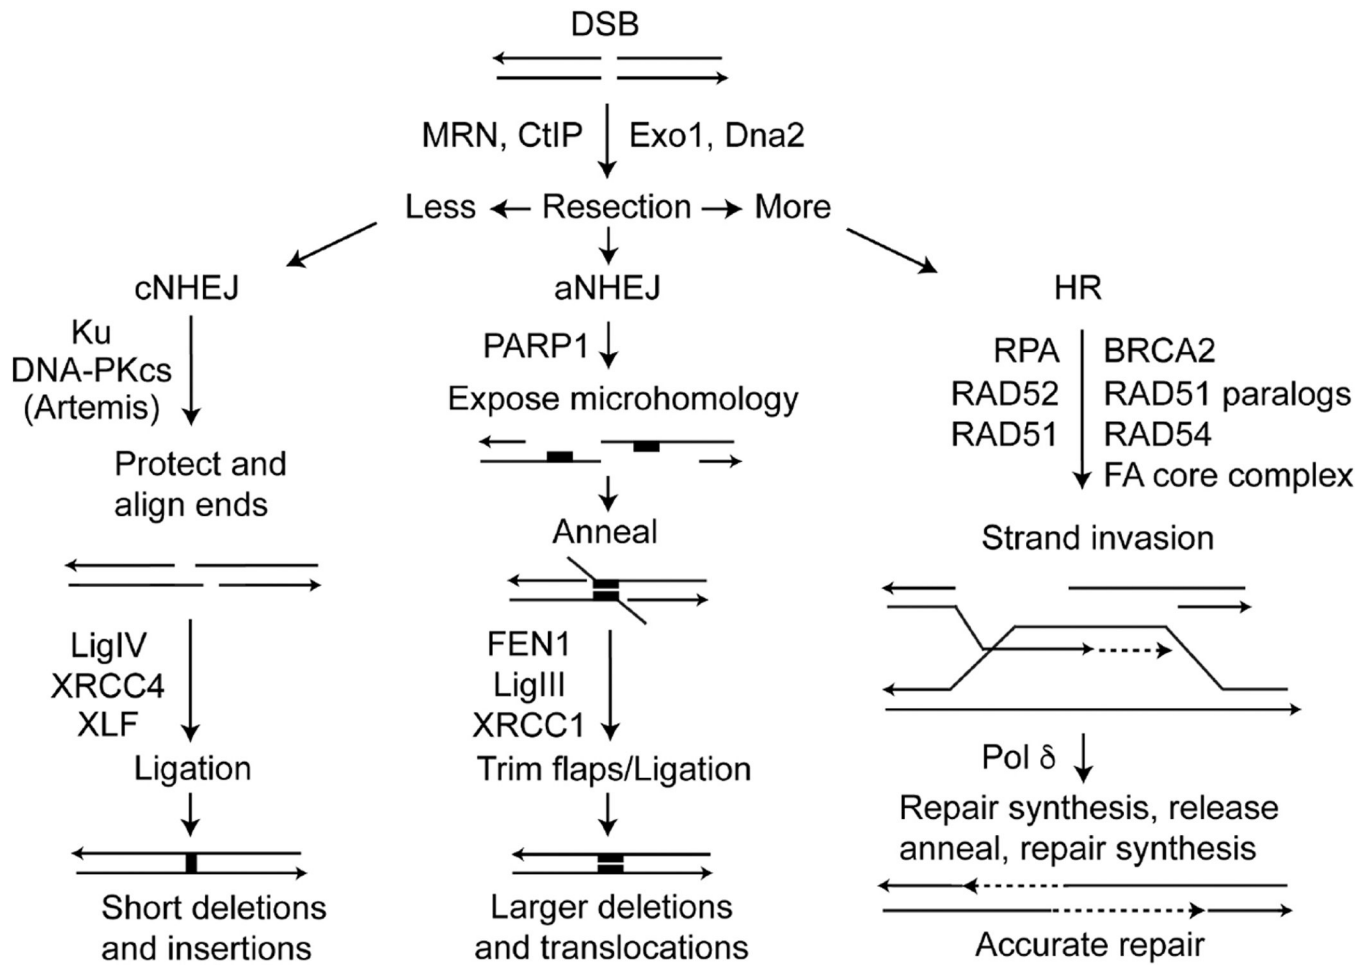 DSB
MRN, CtIP
Exo1, Dna2
Less
Resection
More
cNHEJ
Ku
DNA-PKcs
(Artemis)
Protect and
align ends
LigIV
XRCC4
XLF
Ligation
Short deletions
and insertions
aNHEJ
PARP1
Expose microhomology
Anneal
FEN1
LigIII
XRCC1
Trim flaps/Ligation
Larger deletions
and translocations
HR
RPA
RAD52
RAD51
BRCA2
RAD51 paralogs
RAD54
FA core complex
Strand invasion
Pol δ
Repair synthesis, release
anneal, repair synthesis
Accurate repair